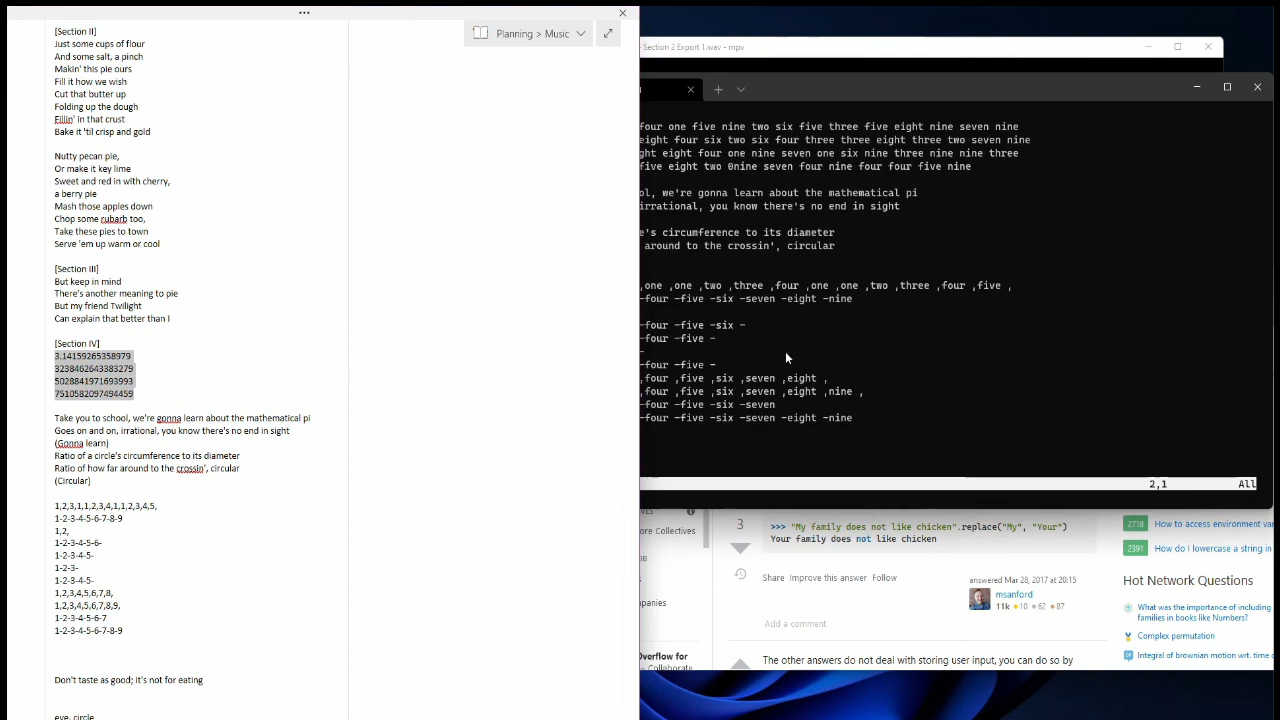 [Section II]
Just some cups of flour
And some salt, a pinch
Makin' this pie ours
Fill it how we wish
Cut that butter up
Folding up the dough
Fillin' in that crust
Bake it 'til crisp and gold
Nutty pecan pie,
Or make it key lime
Sweet and red in with cherry,
a berry pie
Mash those apples down
Chop some rubarb too,
Take these pies to town
Serve 'em up warm or cool
[Section III]
But keep in mind
There's another meaning to pie
But my friend Twilight
Can explain that better than I
[Section IV]
3.14159265358979
3238462643383279
5028841971693993
7510582097494459
Take you to school, we're gonna learn about the mathematical pi
Goes on and on, irrational, you know there's no end in sight
(Gonna learn)
Ratio of a circle's circumference to its diameter
Ratio of how far around to the crossin', circular
(Circular)
1,2,3,1,1,2,3,4,1,1,2,3,4,5,
1-2-3-4-5-6-7-8-9
1,2,
1-2-3-4-5-6-
1-2-3-4-5-
1-2-3-
1-2-3-4-5-
1,2,3,4,5,6,7,8,
1,2,3,4,5,6,7,8,9,
1-2-3-4-5-6-7
1-2-3-4-5-6-7-8-9
Don't taste as good; it's not for eating
eye, circle
Planning > Music
Section 2 Export 1.wav - mpv
four one five nine two six five three five eight nine seven nine
eight four six two six four three three eight three two seven nine
ght eight four one nine seven one six nine three nine nine three
five eight two 0nine seven four nine four four five nine
ol, we're gonna learn about the mathematical pi
irrational, you know there's no end in sight
e's circumference to its diameter
around to the crossin', circular
,one ,one ,two ,three ,four ,one ,one ,two ,three ,four ,five ,
-four -five -six -seven -eight -nine
-four -five -six -
-four -five -
-
-four -five -
,four ,five ,six ,seven ,eight ,
,four ,five ,six ,seven ,eight ,nine ,
-four -five -six -seven
-four -five -six -seven -eight -nine
2,1 All
VES
ore Collectives
OB
mpanies
Overflow for
— Collaborate
3
>>> "My family does not like chicken".replace("My", "Your")
Your family does not like chicken
Share Improve this answer Follow
answered Mar 28, 2017 at 20:15
msanford
11k 10 62 87
Add a comment
The other answers do not deal with storing user input, you can do so by
2718 How to access environment va
2391 How do I lowercase a string in
Hot Network Questions
What was the importance of including
families in books like Numbers?
Complex permutation
Integral of brownian motion wrt. time o